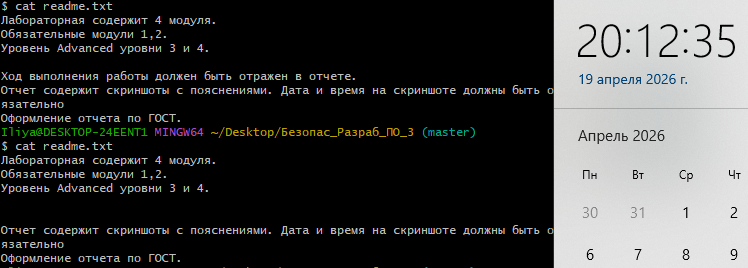 $ cat readme.txt
Лабораторная содержит 4 модуля.
Обязательные модули 1,2.
Уровень Advanced уровни 3 и 4.
Ход выполнения работы должен быть отражен в отчете.
Отчет содержит скриншоты с пояснениями. Дата и время на скриншоте должны быть о
язательно
Оформление отчета по ГОСТ.
Iliya@DESKTOP-24EENT1 MINGW64 ~/Desktop/Безопас_Разраб_ПО_3 (master)
$ cat readme.txt
Лабораторная содержит 4 модуля.
Обязательные модули 1,2.
Уровень Advanced уровни 3 и 4.
Отчет содержит скриншоты с пояснениями. Дата и время на скриншоте должны быть о
язательно
Оформление отчета по ГОСТ.
20:12:35
19 апреля 2026 г.
Апрель 2026
Пн Вт Ср Чт
30 31 1 2
6 7 8 9